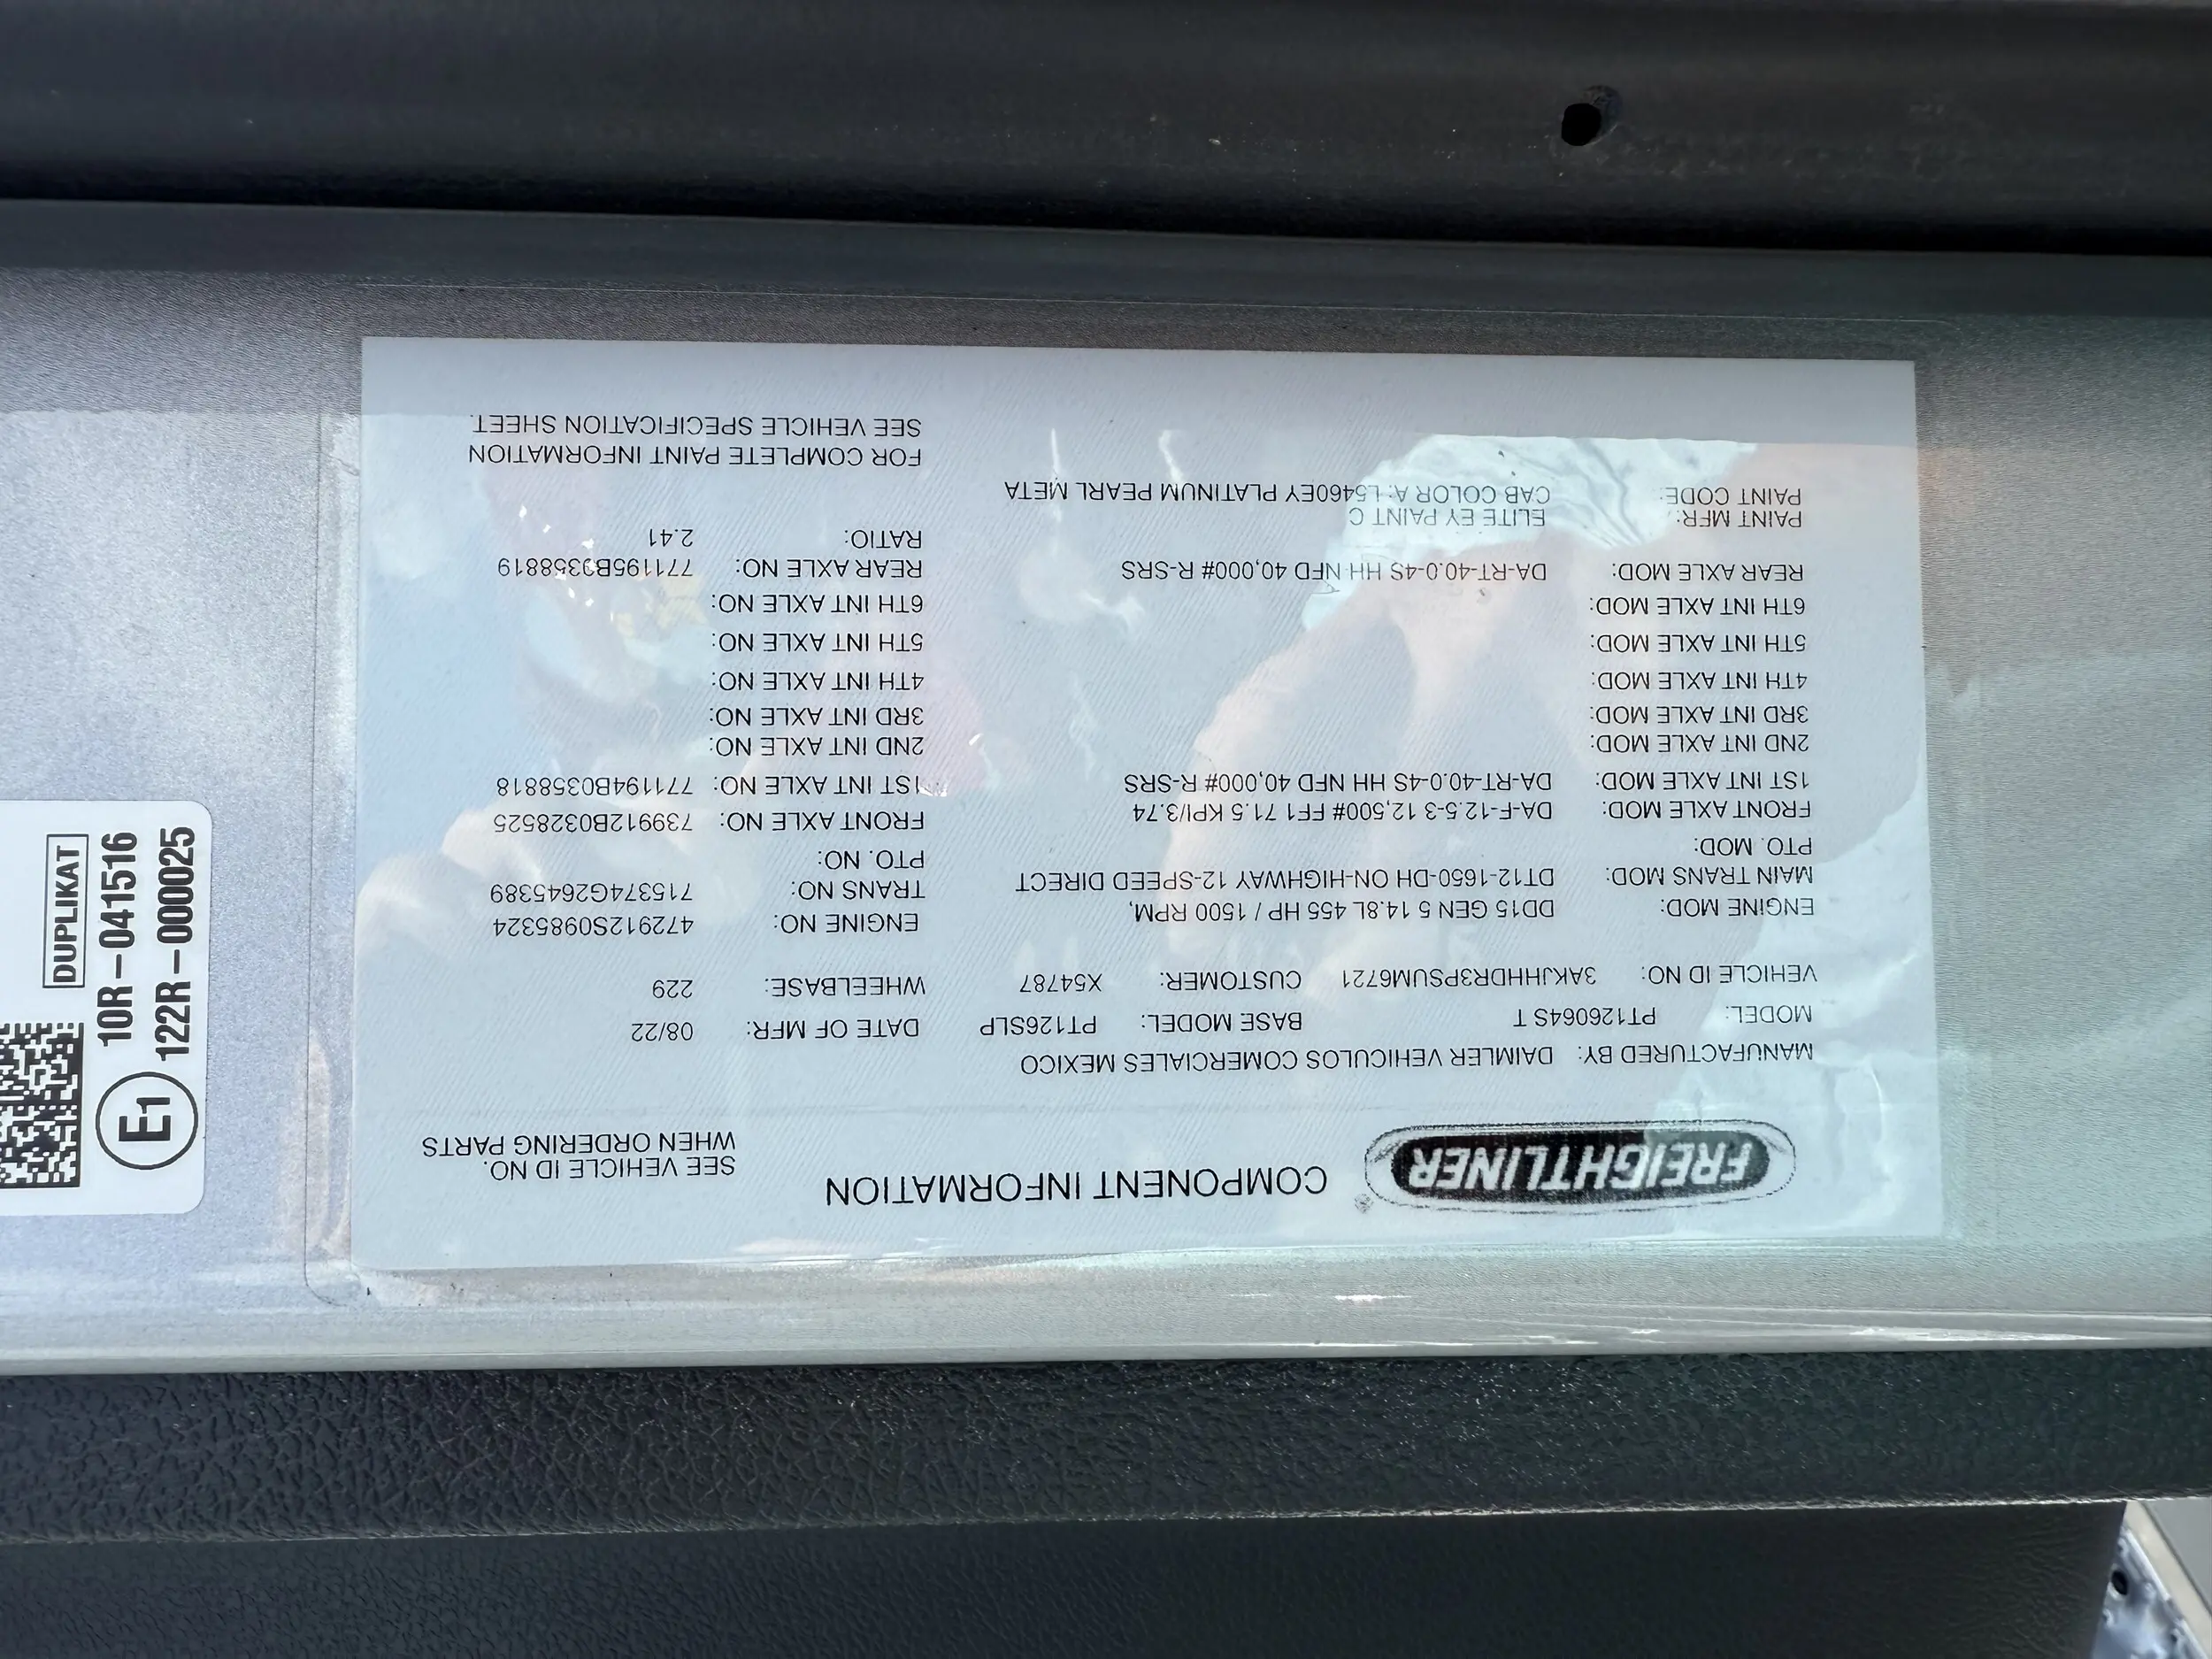 FREIGHTLINER ® COMPONENT INFORMATION
SEE VEHICLE ID NO.
WHEN ORDERING PARTS
MANUFACTURED BY: DAIMLER VEHICULOS COMERCIALES MEXICO
MODEL: PT126064S T BASE MODEL: PT126SLP DATE OF MFR: 08/22
VEHICLE ID NO: 3AKJHHDR3PSUM6721 CUSTOMER: X54787 WHEELBASE: 229
ENGINE MOD: DD15 GEN 5 14.8L 455 HP / 1500 RPM, ENGINE NO: 472912S0985324
MAIN TRANS MOD: DT12-1650-DH ON-HIGHWAY 12-SPEED DIRECT TRANS NO: 715374G2645389
PTO. MOD: PTO. NO:
FRONT AXLE MOD: DA-F-12.5-3 12,500# FF1 71.5 KPI/3.74 FRONT AXLE NO: 739912B0328525
1ST INT AXLE MOD: DA-RT-40.0-4S HH NFD 40,000# R-SRS 1ST INT AXLE NO: 771194B0358818
2ND INT AXLE MOD: 2ND INT AXLE NO:
3RD INT AXLE MOD: 3RD INT AXLE NO:
4TH INT AXLE MOD: 4TH INT AXLE NO:
5TH INT AXLE MOD: 5TH INT AXLE NO:
6TH INT AXLE MOD: 6TH INT AXLE NO:
REAR AXLE MOD: DA-RT-40.0-4S HH NFD 40,000# R-SRS REAR AXLE NO: 771195B0358819
RATIO: 2.41
PAINT MFR: ELITE EY PAINT C
PAINT CODE: CAB COLOR A: L5460EY PLATINUM PEARL META
FOR COMPLETE PAINT INFORMATION
SEE VEHICLE SPECIFICATION SHEET.
DUPLIKAT
E1
10R-041516
122R-000025